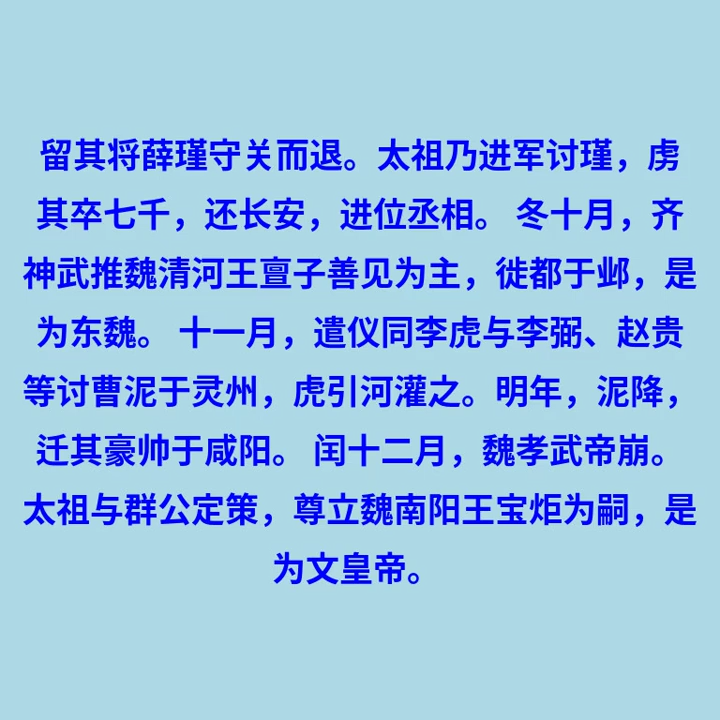 留其将薛瑾守关而退。太祖乃进军讨瑾，虏
其卒七千，还长安，进位丞相。 冬十月，齐
神武推魏清河王亶子善见为主，徙都于邺，是
为东魏。 十一月，遣仪同李虎与李弼、赵贵
等讨曹泥于灵州，虎引河灌之。明年，泥降，
迁其豪帅于咸阳。 闰十二月，魏孝武帝崩。
太祖与群公定策，尊立魏南阳王宝炬为嗣，是
为文皇帝。